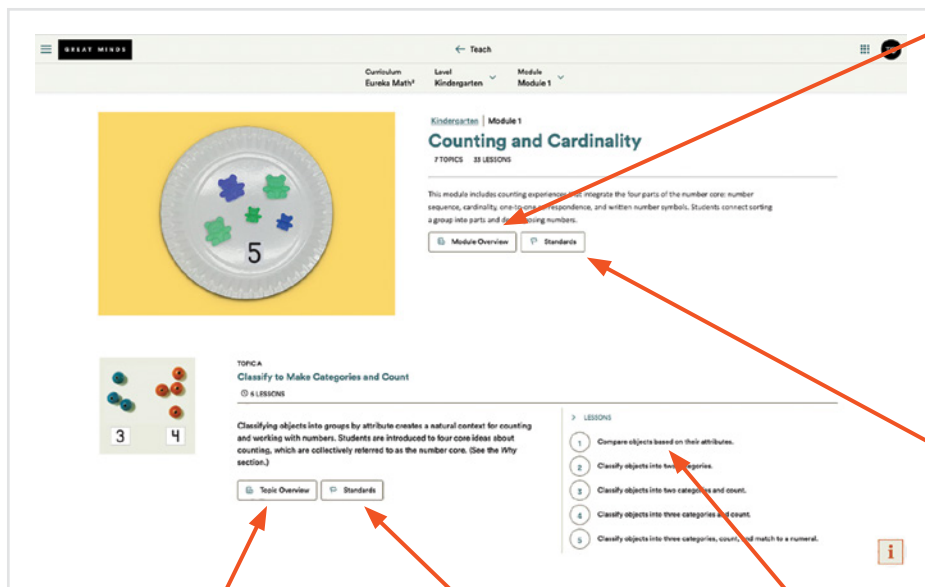 GREAT MINDS
← Teach
Curriculum
Eureka Math²
Level
Kindergarten
Module
Module 1
Kindergarten | Module 1
Counting and Cardinality
7 TOPICS 33 LESSONS
This module includes counting experiences that integrate the four parts of the number core: number
sequence, cardinality, one-to-one correspondence, and written number symbols. Students connect sorting
a group into parts and decomposing numbers.
Module Overview
Standards
5
TOPIC A
Classify to Make Categories and Count
6 LESSONS
Classifying objects into groups by attribute creates a natural context for counting
and working with numbers. Students are introduced to four core ideas about
counting, which are collectively referred to as the number core. (See the Why
section.)
Topic Overview
Standards
3 4
> LESSONS
1 Compare objects based on their attributes.
2 Classify objects into two categories.
3 Classify objects into two categories and count.
4 Classify objects into three categories and count.
5 Classify objects into three categories, count, and match to a numeral.
i